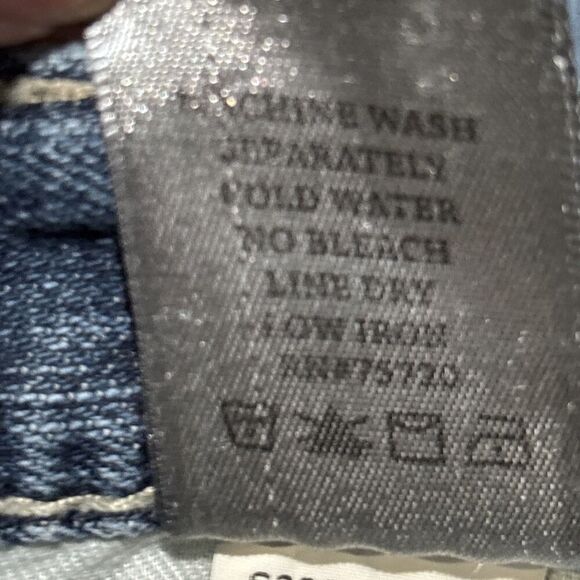 MACHINE WASH
SEPARATELY
COLD WATER
NO BLEACH
LINE DRY
LOW IRON
RN#75720